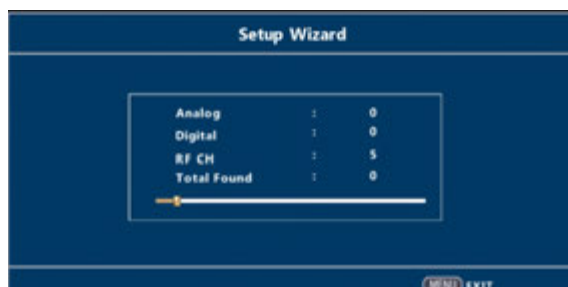 Setup Wizard
Analog : 0
Digital : 0
RF CH : 5
Total Found : 0
MENU EXIT